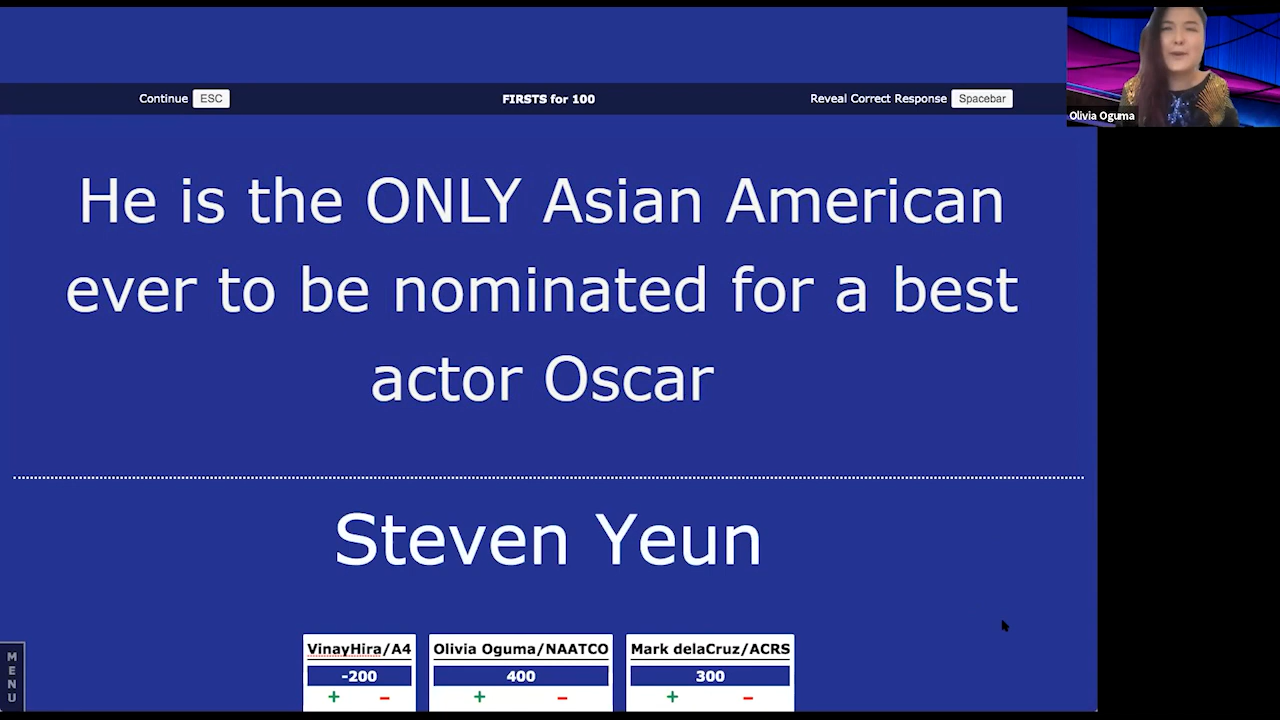 Continue ESC FIRSTS for 100 Reveal Correct Response Spacebar
Olivia Oguma
He is the ONLY Asian American
ever to be nominated for a best
actor Oscar
Steven Yeun
VinayHira/A4 Olivia Oguma/NAATCO Mark delaCruz/ACRS
-200 400 300
+ − + − + −
MENU